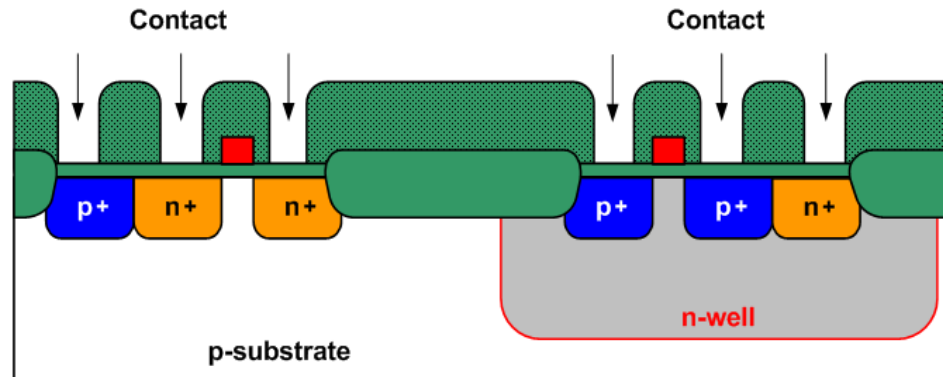 Contact
Contact
p+
n+
n+
p+
p+
n+
n-well
p-substrate